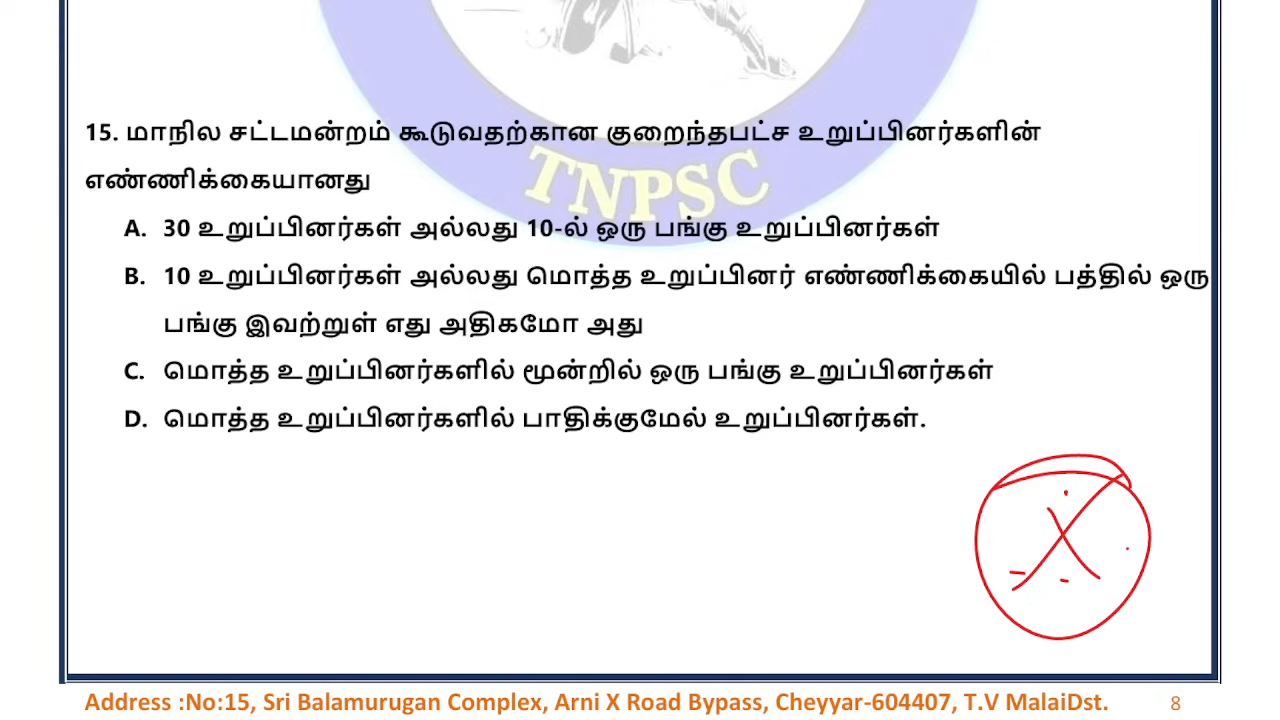 TNPSC
15. மாநில சட்டமன்றம் கூடுவதற்கான குறைந்தபட்ச உறுப்பினர்களின்
எண்ணிக்கையானது
A. 30 உறுப்பினர்கள் அல்லது 10-ல் ஒரு பங்கு உறுப்பினர்கள்
B. 10 உறுப்பினர்கள் அல்லது மொத்த உறுப்பினர் எண்ணிக்கையில் பத்தில் ஒரு
பங்கு இவற்றுள் எது அதிகமோ அது
C. மொத்த உறுப்பினர்களில் மூன்றில் ஒரு பங்கு உறுப்பினர்கள்
D. மொத்த உறுப்பினர்களில் பாதிக்குமேல் உறுப்பினர்கள்.
Address :No:15, Sri Balamurugan Complex, Arni X Road Bypass, Cheyyar-604407, T.V MalaiDst. 8